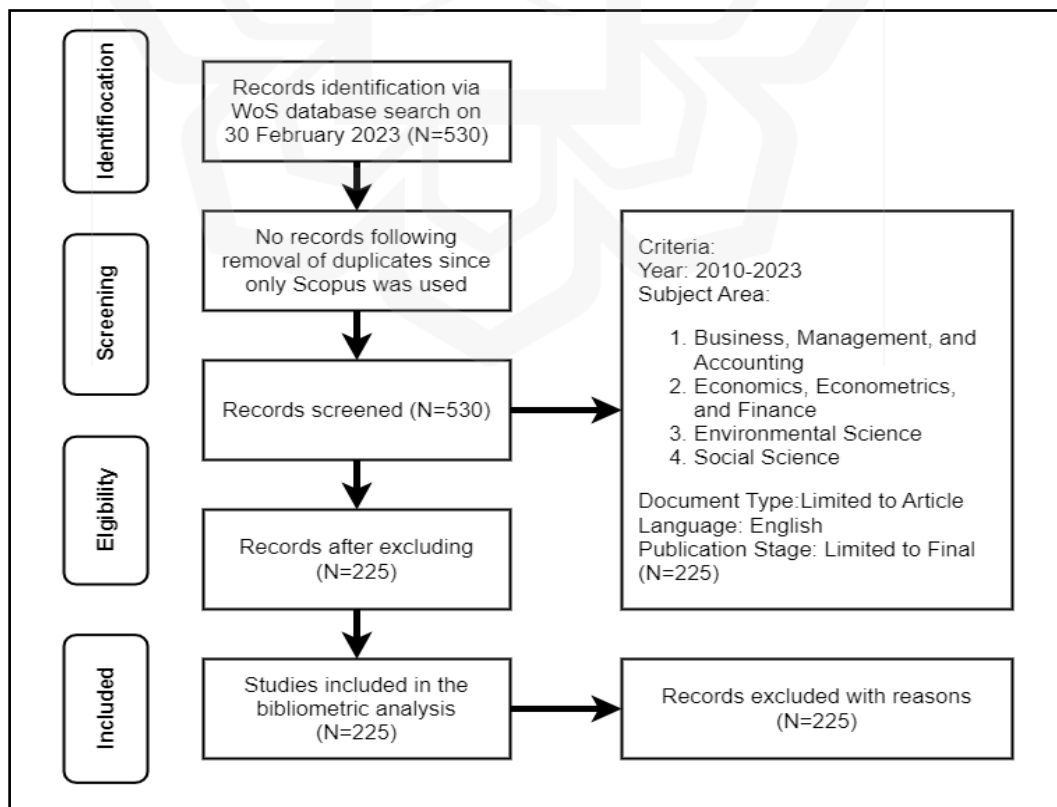 Identifiocation
Records identification via
WoS database search on
30 February 2023 (N=530)
Screening
No records following
removal of duplicates since
only Scopus was used
Records screened (N=530)
Criteria:
Year: 2010-2023
Subject Area:
1. Business, Management, and
Accounting
2. Economics, Econometrics,
and Finance
3. Environmental Science
4. Social Science
Document Type:Limited to Article
Language: English
Publication Stage: Limited to Final
(N=225)
Elgibility
Records after excluding
(N=225)
Included
Studies included in the
bibliometric analysis
(N=225)
Records excluded with reasons
(N=225)